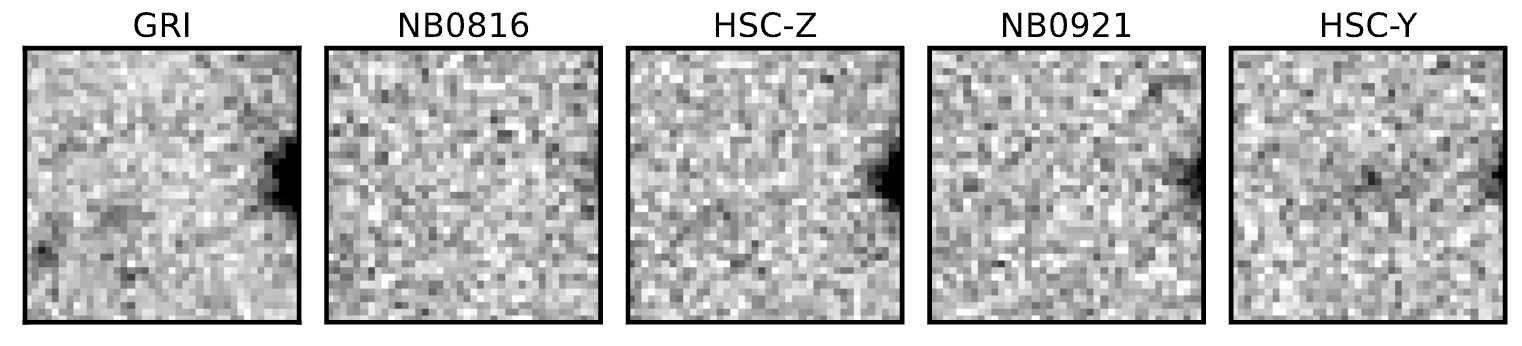 GRI NB0816 HSC-Z NB0921 HSC-Y